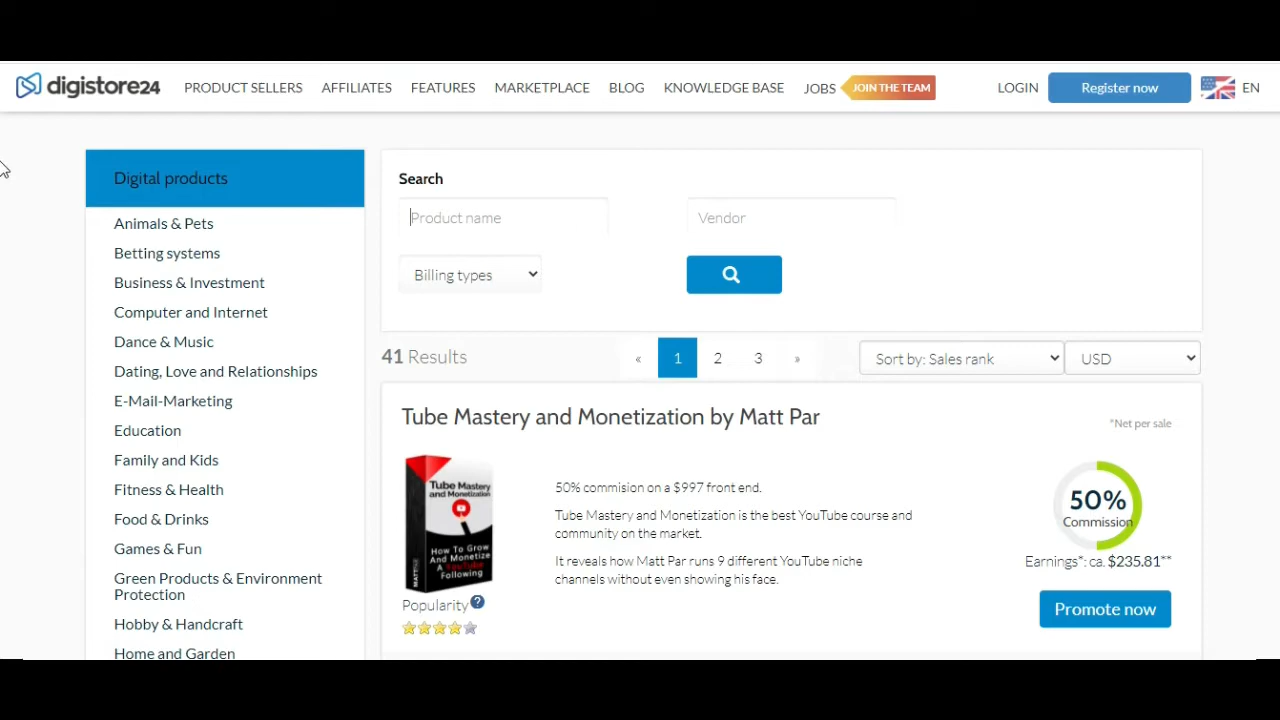 digistore24
PRODUCT SELLERS
AFFILIATES
FEATURES
MARKETPLACE
BLOG
KNOWLEDGE BASE
JOBS
JOIN THE TEAM
LOGIN
Register now
EN
Digital products
Animals & Pets
Betting systems
Business & Investment
Computer and Internet
Dance & Music
Dating, Love and Relationships
E-Mail-Marketing
Education
Family and Kids
Fitness & Health
Food & Drinks
Games & Fun
Green Products & Environment
Protection
Hobby & Handcraft
Home and Garden
Search
Product name
Vendor
Billing types
41 Results
« 1 2 3 »
Sort by: Sales rank
USD
Tube Mastery and Monetization by Matt Par
*Net per sale
Tube Mastery
and Monetization
How To Grow
And Monetize
A YouTube
Following
50% commision on a $997 front end.
Tube Mastery and Monetization is the best YouTube course and
community on the market.
It reveals how Matt Par runs 9 different YouTube niche
channels without even showing his face.
Popularity ?
50%
Commission
Earnings*: ca. $235.81**
Promote now